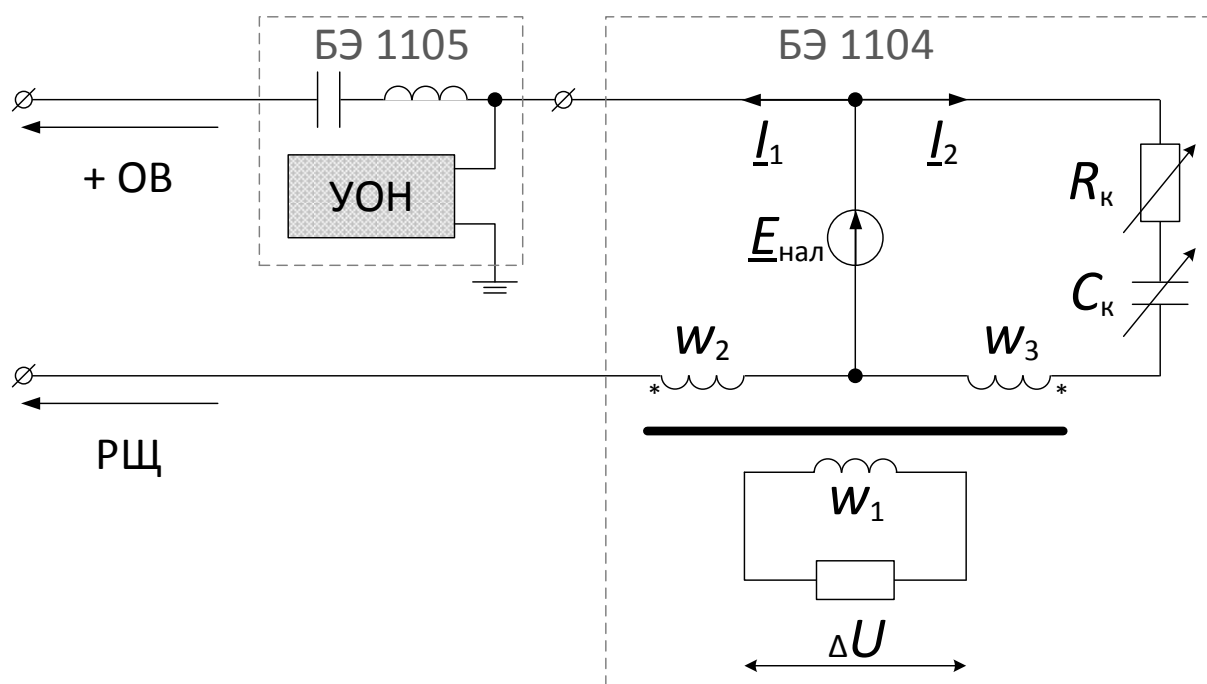 БЭ 1105
БЭ 1104
+ ОВ
УОН
I1
I2
Rк
Eнал
Cк
w2
w3
*
*
РЩ
w1
ΔU